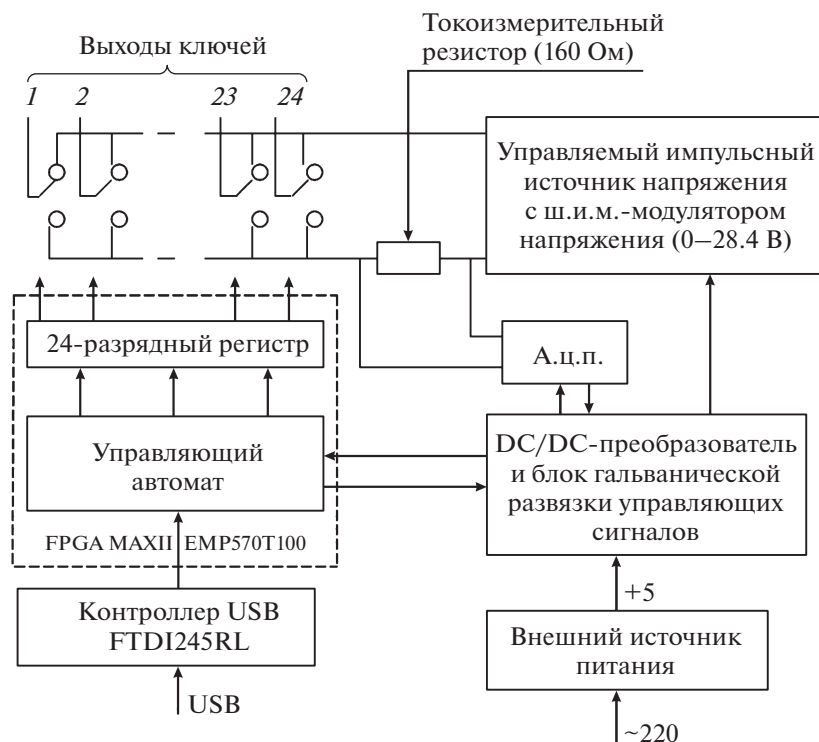 Токоизмерительный
резистор (160 Ом)
Выходы ключей
1 2 23 24
Управляемый импульсный
источник напряжения
с ш.и.м.-модулятором
напряжения (0–28.4 В)
24-разрядный регистр
А.ц.п.
Управляющий
автомат
DC/DC-преобразователь
и блок гальванической
развязки управляющих
сигналов
FPGA MAXII EMP570T100
+5
Контроллер USB
FTDI245RL
Внешний источник
питания
USB
~220